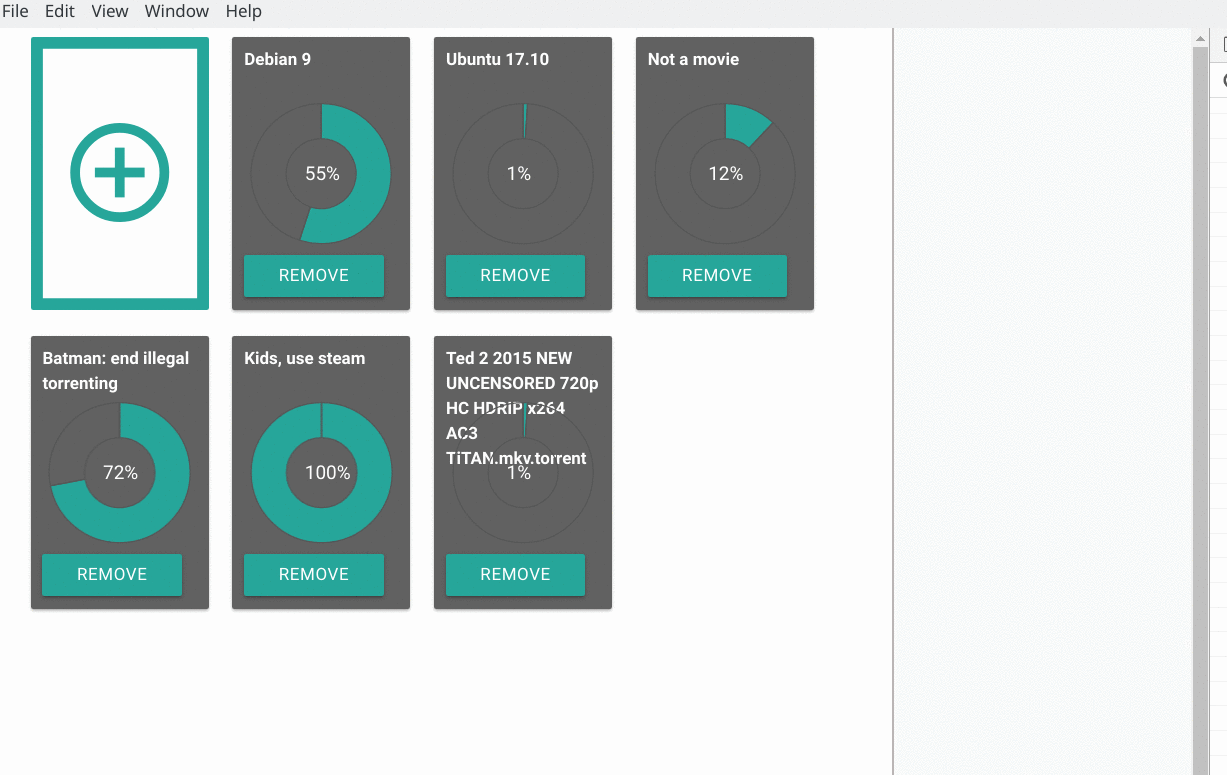 File Edit View Window Help
Debian 9
55%
REMOVE
Ubuntu 17.10
1%
REMOVE
Not a movie
12%
REMOVE
Batman: end illegal
torrenting
72%
REMOVE
Kids, use steam
100%
REMOVE
Ted 2 2015 NEW
UNCENSORED 720p
HC HDRiP x264
AC3
TiTAN.mkv.torrent
1%
REMOVE